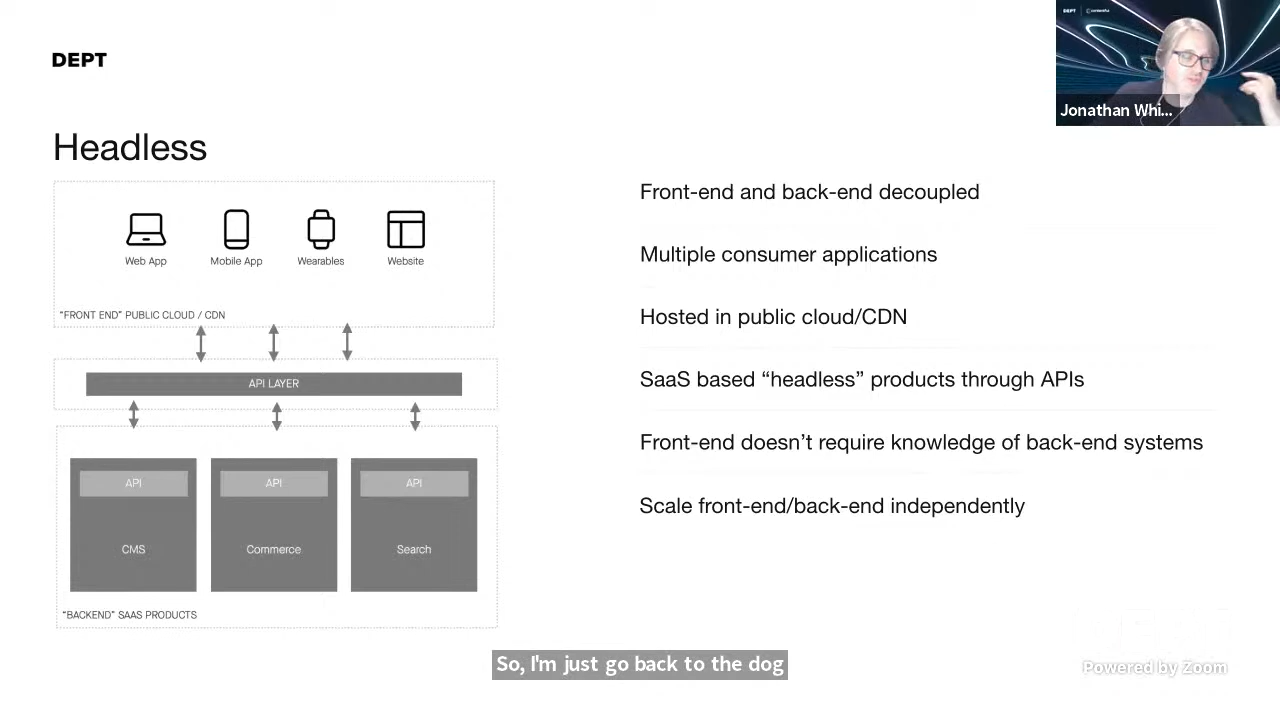 DEPT
DEPT contentful
Jonathan Whi...
Headless
Web App
Mobile App
Wearables
Website
“FRONT END” PUBLIC CLOUD / CDN
API LAYER
API
API
API
CMS
Commerce
Search
“BACKEND” SAAS PRODUCTS
Front-end and back-end decoupled
Multiple consumer applications
Hosted in public cloud/CDN
SaaS based “headless” products through APIs
Front-end doesn’t require knowledge of back-end systems
Scale front-end/back-end independently
So, I'm just go back to the dog
Powered by Zoom